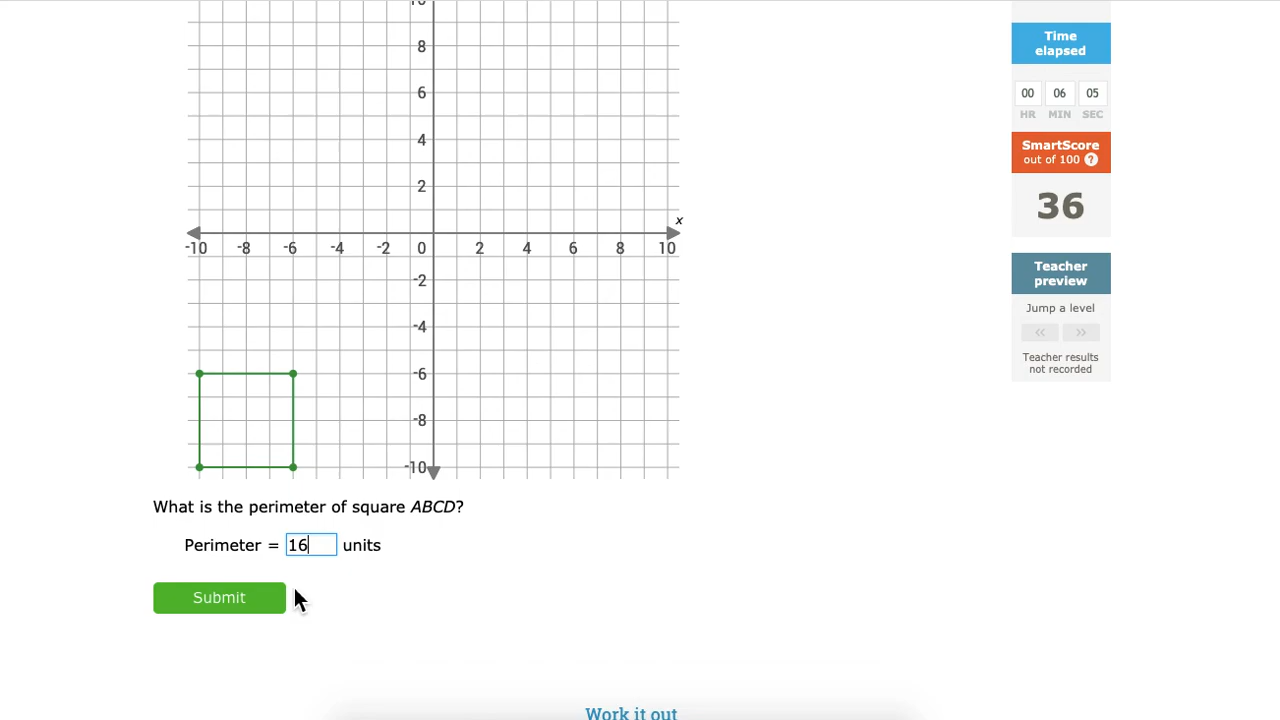 8
6
4
2
x
-10 -8 -6 -4 -2 0 2 4 6 8 10
-2
-4
-6
-8
-10
What is the perimeter of square ABCD?
Perimeter = 16 units
Submit
Work it out
Time
elapsed
00 06 05
HR MIN SEC
SmartScore
out of 100 ?
36
Teacher
preview
Jump a level
<< >>
Teacher results
not recorded